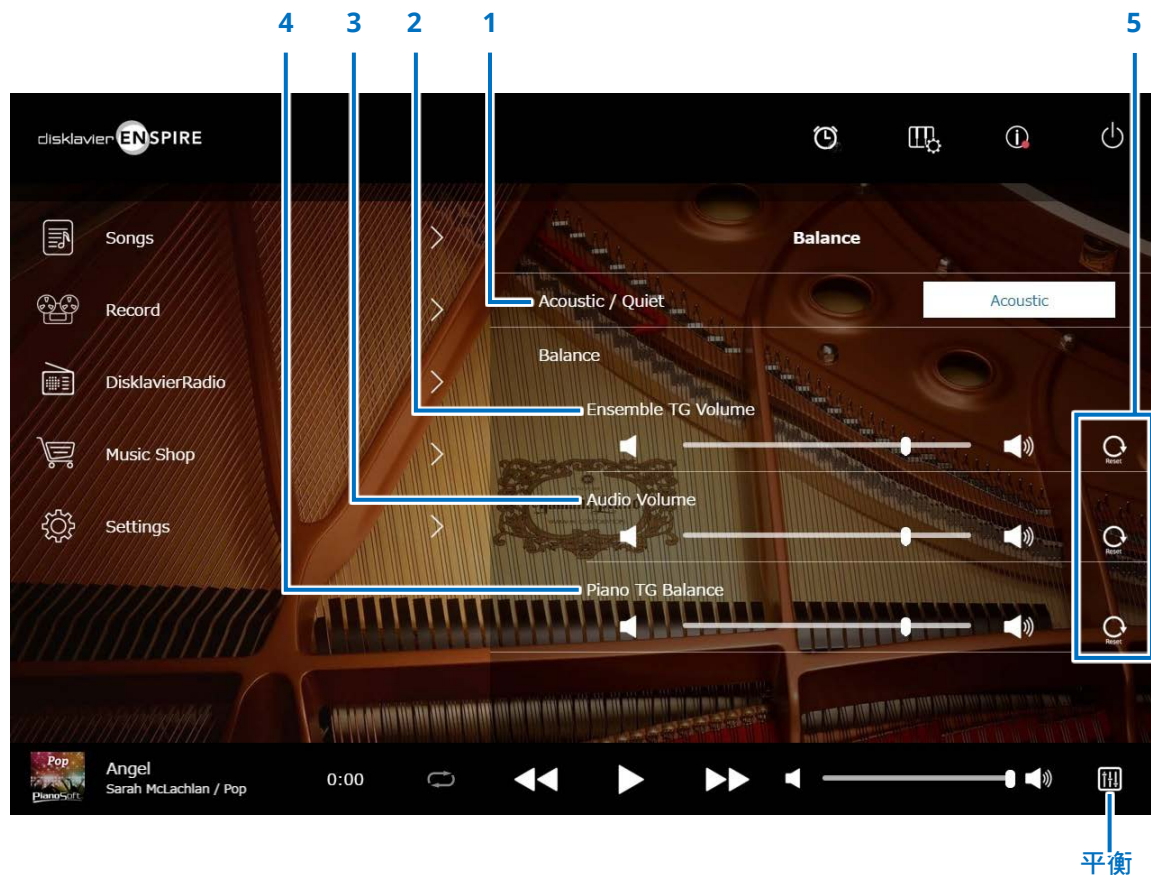 4 3 2 1 5
disklavier ENSPIRE
Songs
Record
DisklavierRadio
Music Shop
Settings
Balance
Acoustic / Quiet Acoustic
Balance
Ensemble TG Volume
Reset
Audio Volume
Reset
Piano TG Balance
Reset
Pop
PianoSoft
Angel
Sarah McLachlan / Pop
0:00
平衡